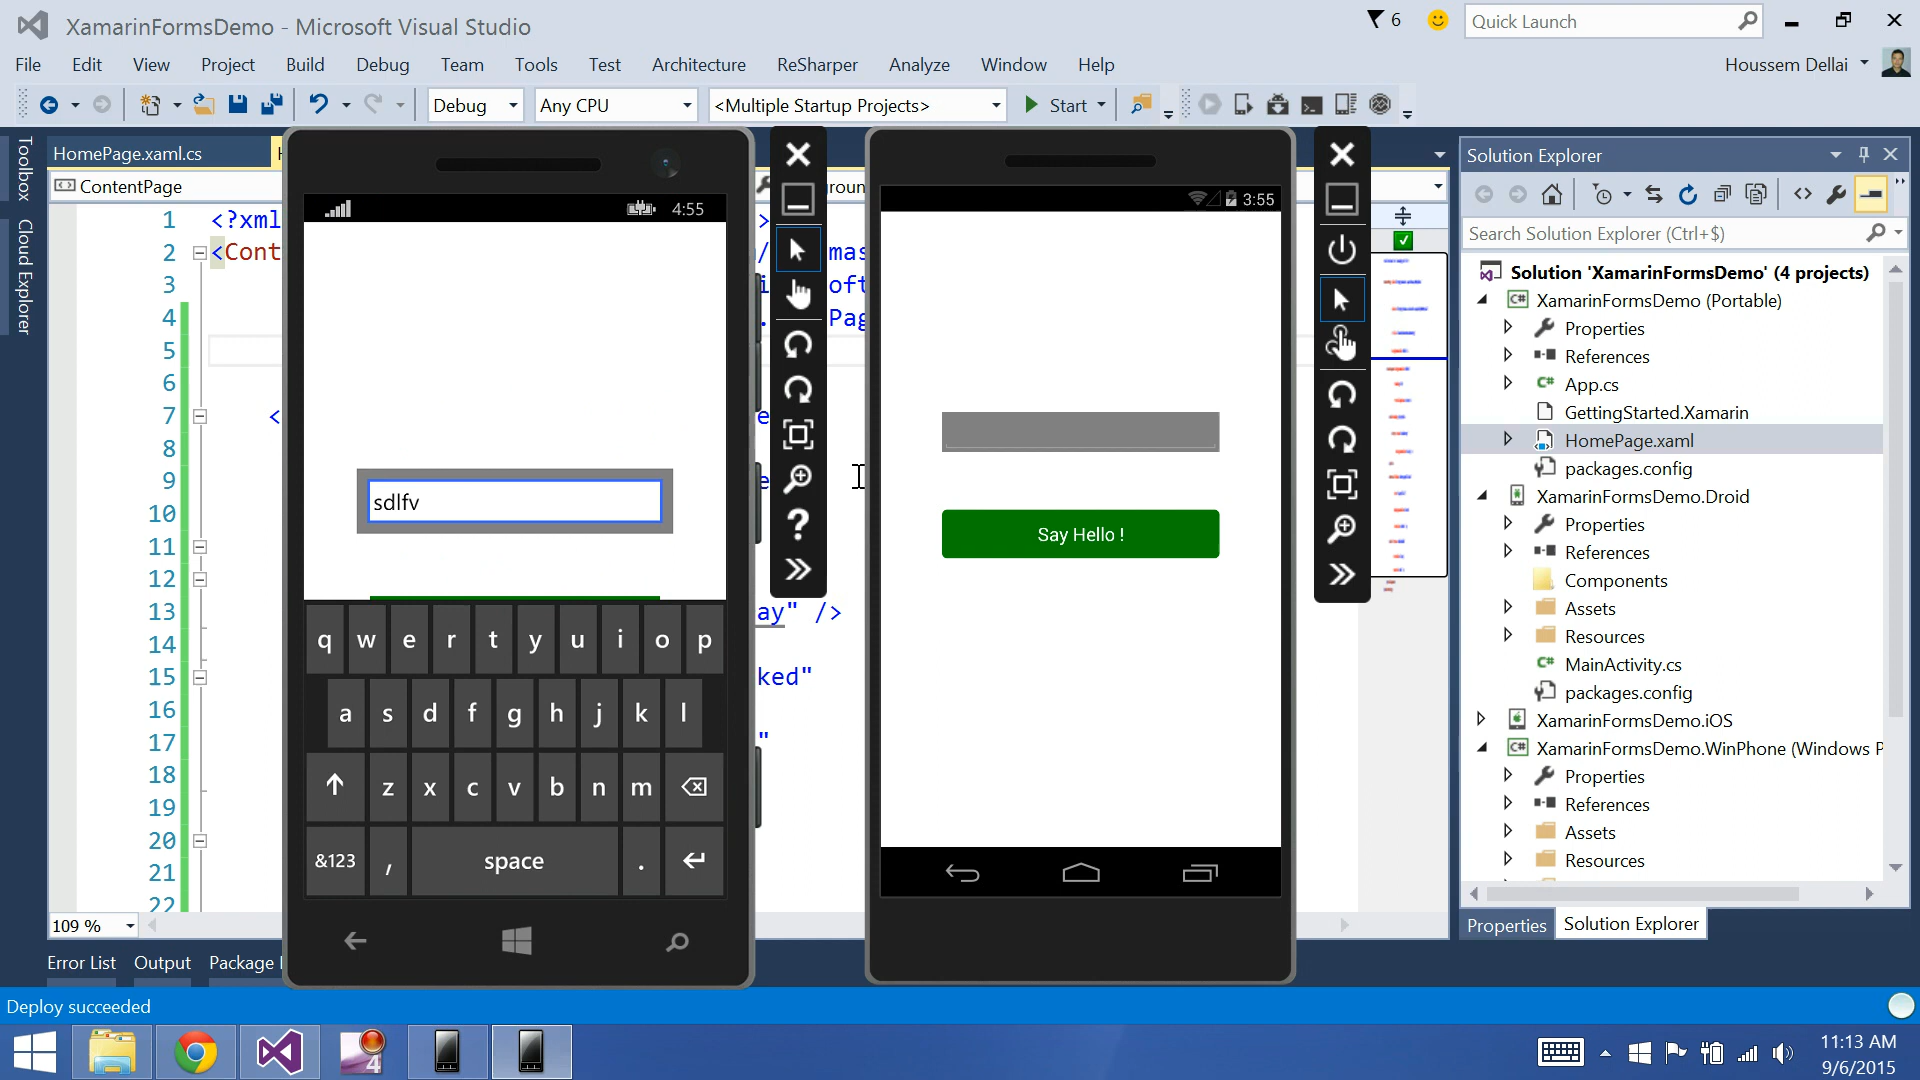 XamarinFormsDemo - Microsoft Visual Studio
6
Quick Launch
File Edit View Project Build Debug Team Tools Test Architecture ReSharper Analyze Window Help
Houssem Dellai
Debug
Any CPU
<Multiple Startup Projects>
Start
Toolbox
Cloud Explorer
HomePage.xaml.cs
ContentPage
1 <?xml
2 <Cont
3
4
5
6
7 <
8
9
10
11
12
13 ay" />
14
15 ked"
16
17 "
18
19
20
21
22
109 %
4:55
sdlfv
q w e r t y u i o p
a s d f g h j k l
z x c v b n m
&123 , space .
3:55
Say Hello !
Solution Explorer
Search Solution Explorer (Ctrl+$)
Solution 'XamarinFormsDemo' (4 projects)
XamarinFormsDemo (Portable)
Properties
References
App.cs
GettingStarted.Xamarin
HomePage.xaml
packages.config
XamarinFormsDemo.Droid
Properties
References
Components
Assets
Resources
MainActivity.cs
packages.config
XamarinFormsDemo.iOS
XamarinFormsDemo.WinPhone (Windows P
Properties
References
Assets
Resources
Properties Solution Explorer
Error List Output Package
Deploy succeeded
4
11:13 AM
9/6/2015